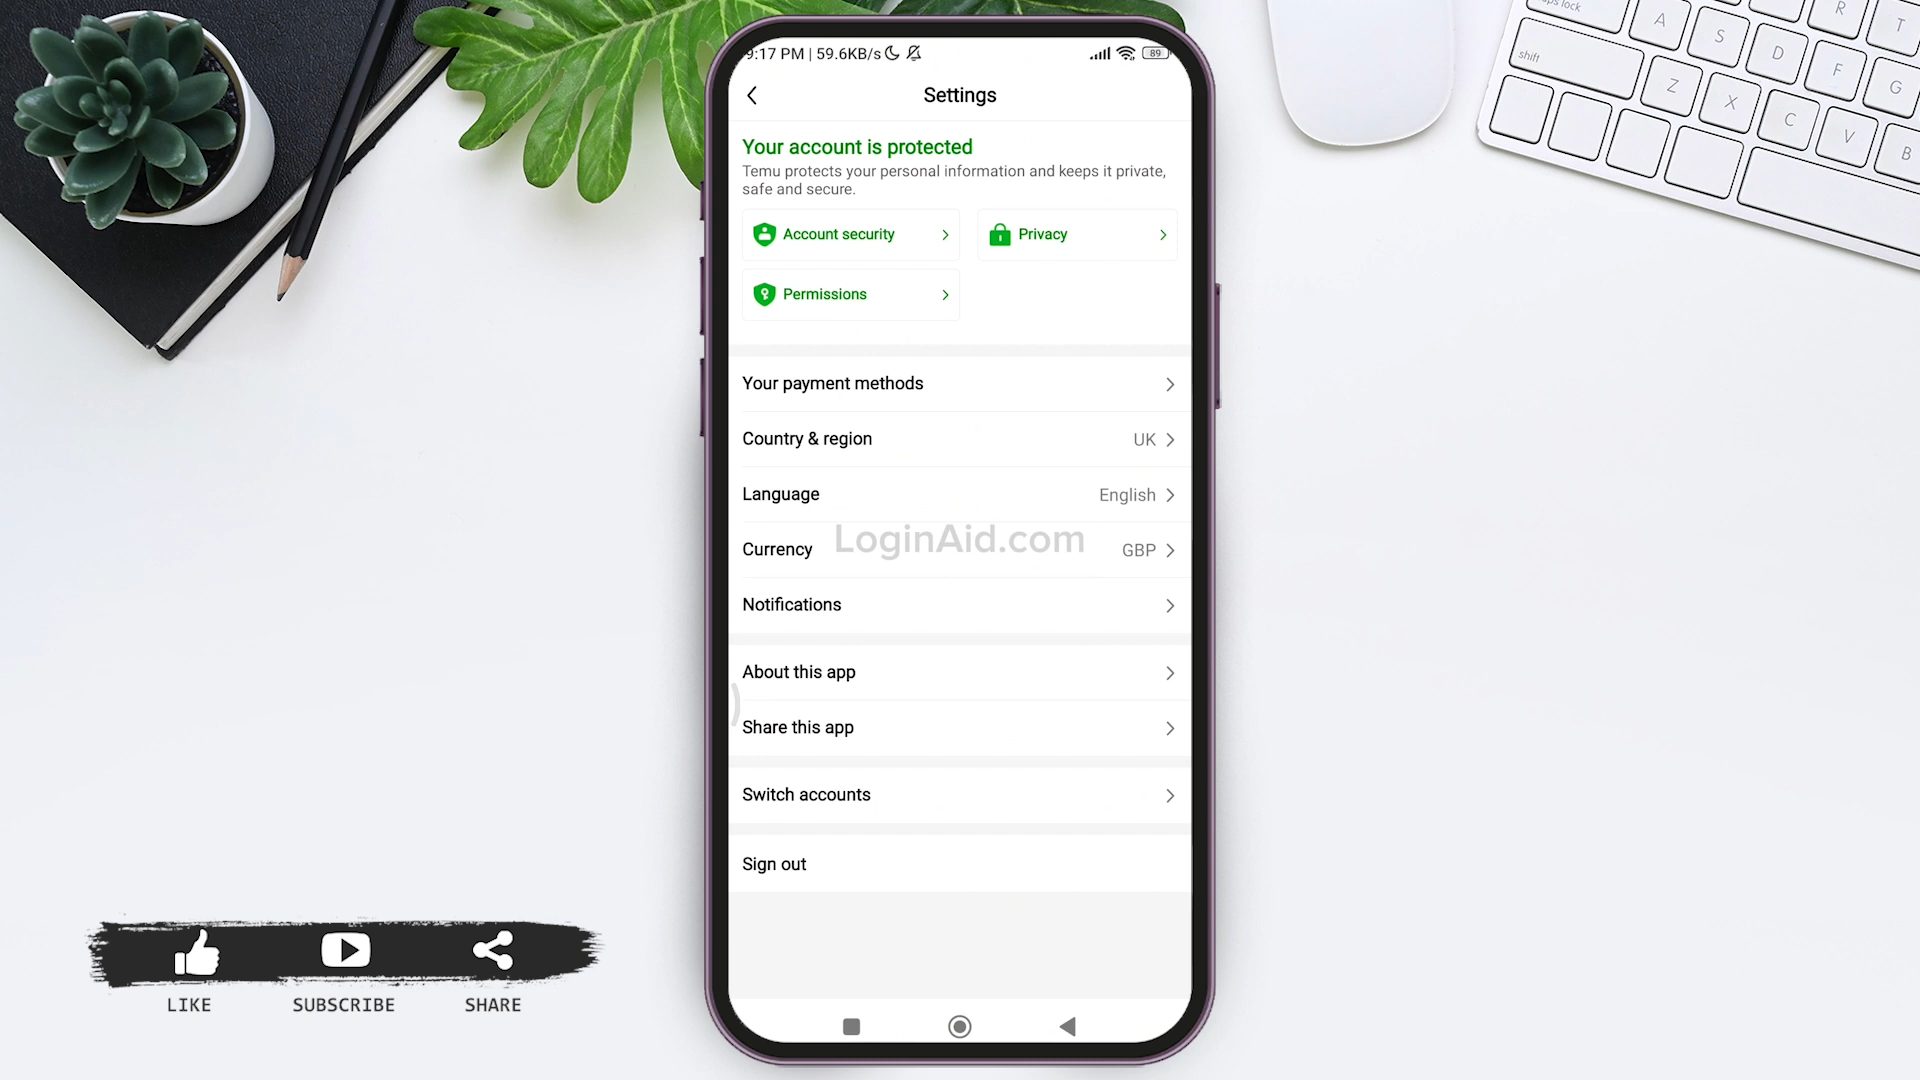 9:17 PM | 59.6KB/s
89
Settings
Your account is protected
Temu protects your personal information and keeps it private,
safe and secure.
Account security
Privacy
Permissions
Your payment methods
Country & region
UK
Language
English
LoginAid.com
Currency
GBP
Notifications
About this app
Share this app
Switch accounts
Sign out
LIKE
SUBSCRIBE
SHARE
shift
A
S
D
F
G
R
T
Z
X
C
V
B